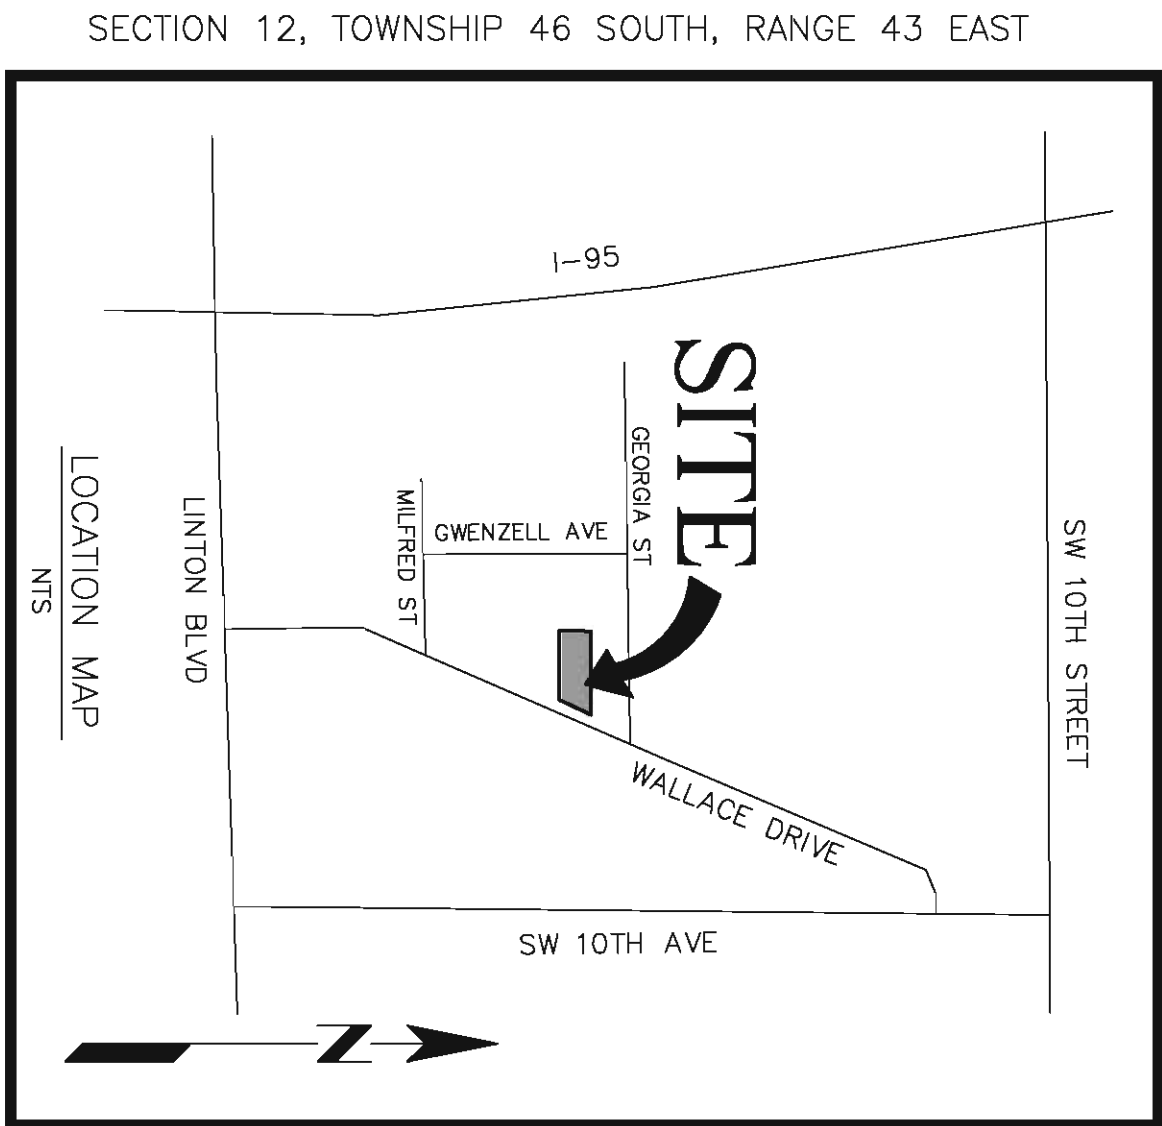 SECTION 12, TOWNSHIP 46 SOUTH, RANGE 43 EAST
I-95
SITE
GEORGIA ST
MILFRED ST
GWENZELL AVE
LINTON BLVD
LOCATION MAP
NTS
SW 10TH STREET
WALLACE DRIVE
SW 10TH AVE
N